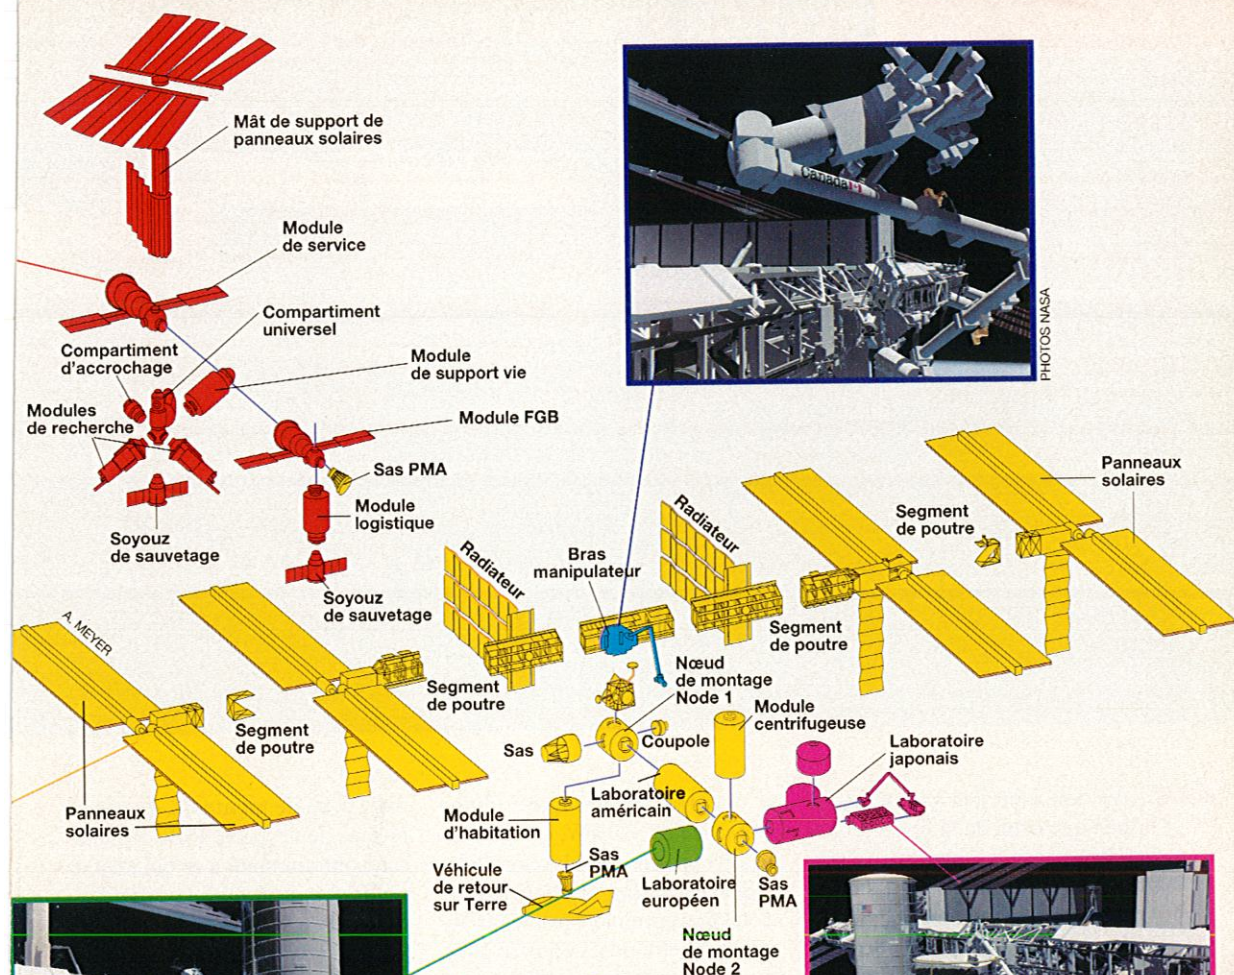 Mât de support de
panneaux solaires
Module
de service
Compartiment
universel
Compartiment
d'accrochage
Module
de support vie
Modules
de recherche
Module FGB
Sas PMA
Soyouz
de sauvetage
Module
logistique
Soyouz
de sauvetage
Canada
PHOTOS NASA
Radiateur
Bras
manipulateur
Radiateur
Segment
de poutre
Panneaux
solaires
A. MEYER
Segment
de poutre
Segment
de poutre
Segment
de poutre
Nœud
de montage
Node 1
Module
centrifugeuse
Sas
Coupole
Laboratoire
japonais
Panneaux
solaires
Module
d'habitation
Laboratoire
américain
Sas
PMA
Véhicule
de retour
sur Terre
Laboratoire
européen
Sas
PMA
Nœud
de montage
Node 2